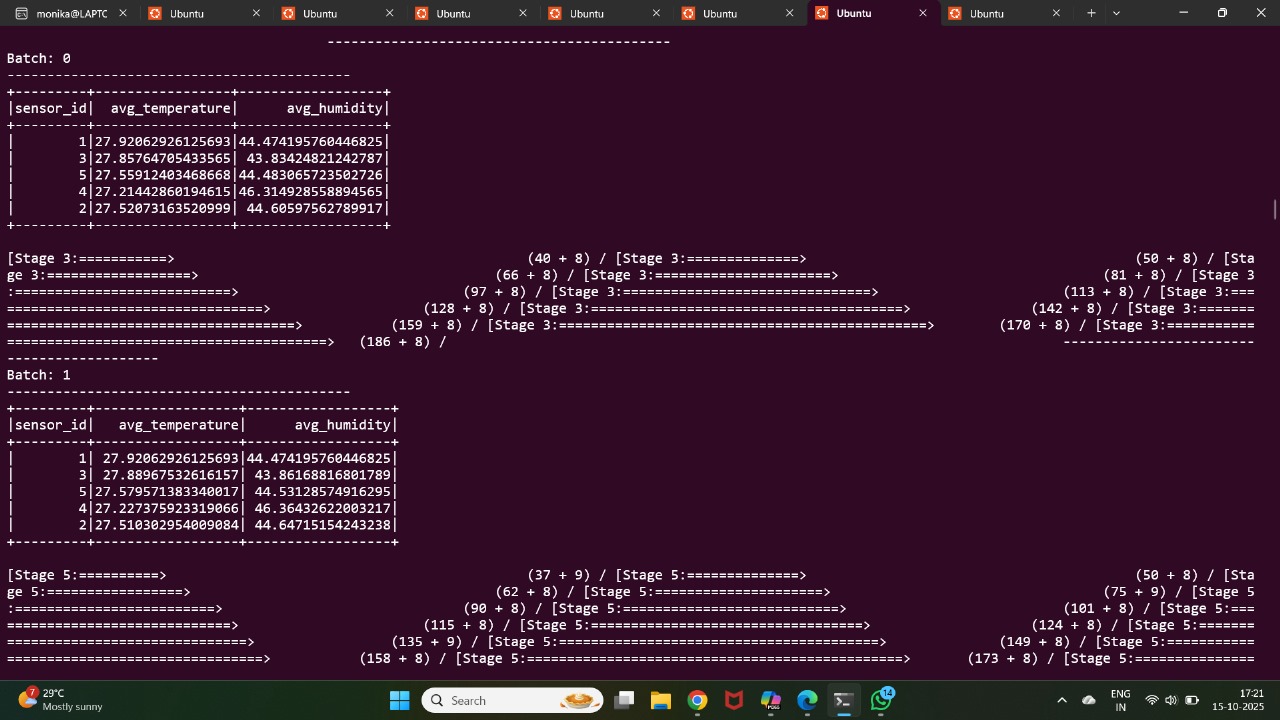 monika@LAPTC
Ubuntu
Ubuntu
Ubuntu
Ubuntu
Ubuntu
Ubuntu
Ubuntu
-------------------------------------------
Batch: 0
-------------------------------------------
+---------+-----------------+------------------+
|sensor_id|  avg_temperature|      avg_humidity|
+---------+-----------------+------------------+
|        1|27.92062926125693|44.474195760446825|
|        3|27.85764705433565| 43.83424821242787|
|        5|27.55912403468668|44.483065723502726|
|        4|27.21442860194615|46.314928558894565|
|        2|27.52073163520999| 44.60597562789917|
+---------+-----------------+------------------+
[Stage 3:===========> (40 + 8) / [Stage 3:==============> (50 + 8) / [Sta
ge 3:==================> (66 + 8) / [Stage 3:======================> (81 + 8) / [Stage 3
:===========================> (97 + 8) / [Stage 3:===============================> (113 + 8) / [Stage 3:===
================================> (128 + 8) / [Stage 3:=======================================> (142 + 8) / [Stage 3:=======
====================================> (159 + 8) / [Stage 3:==============================================> (170 + 8) / [Stage 3:===========
========================================> (186 + 8) / ------------------------
-------------------
Batch: 1
-------------------------------------------
+---------+------------------+------------------+
|sensor_id|   avg_temperature|      avg_humidity|
+---------+------------------+------------------+
|        1| 27.92062926125693|44.474195760446825|
|        3| 27.88967532616157| 43.86168816801789|
|        5|27.579571383340017| 44.53128574916295|
|        4|27.227375923319066| 46.36432622003217|
|        2|27.510302954009084| 44.64715154243238|
+---------+------------------+------------------+
[Stage 5:==========> (37 + 9) / [Stage 5:==============> (50 + 8) / [Sta
ge 5:=================> (62 + 8) / [Stage 5:=====================> (75 + 9) / [Stage 5
:=========================> (90 + 8) / [Stage 5:===========================> (101 + 8) / [Stage 5:===
============================> (115 + 8) / [Stage 5:==================================> (124 + 8) / [Stage 5:=======
==============================> (135 + 9) / [Stage 5:========================================> (149 + 8) / [Stage 5:===========
================================> (158 + 8) / [Stage 5:===============================================> (173 + 8) / [Stage 5:===============
7
29°C
Mostly sunny
Search
14
ENG
IN
17:21
15-10-2025